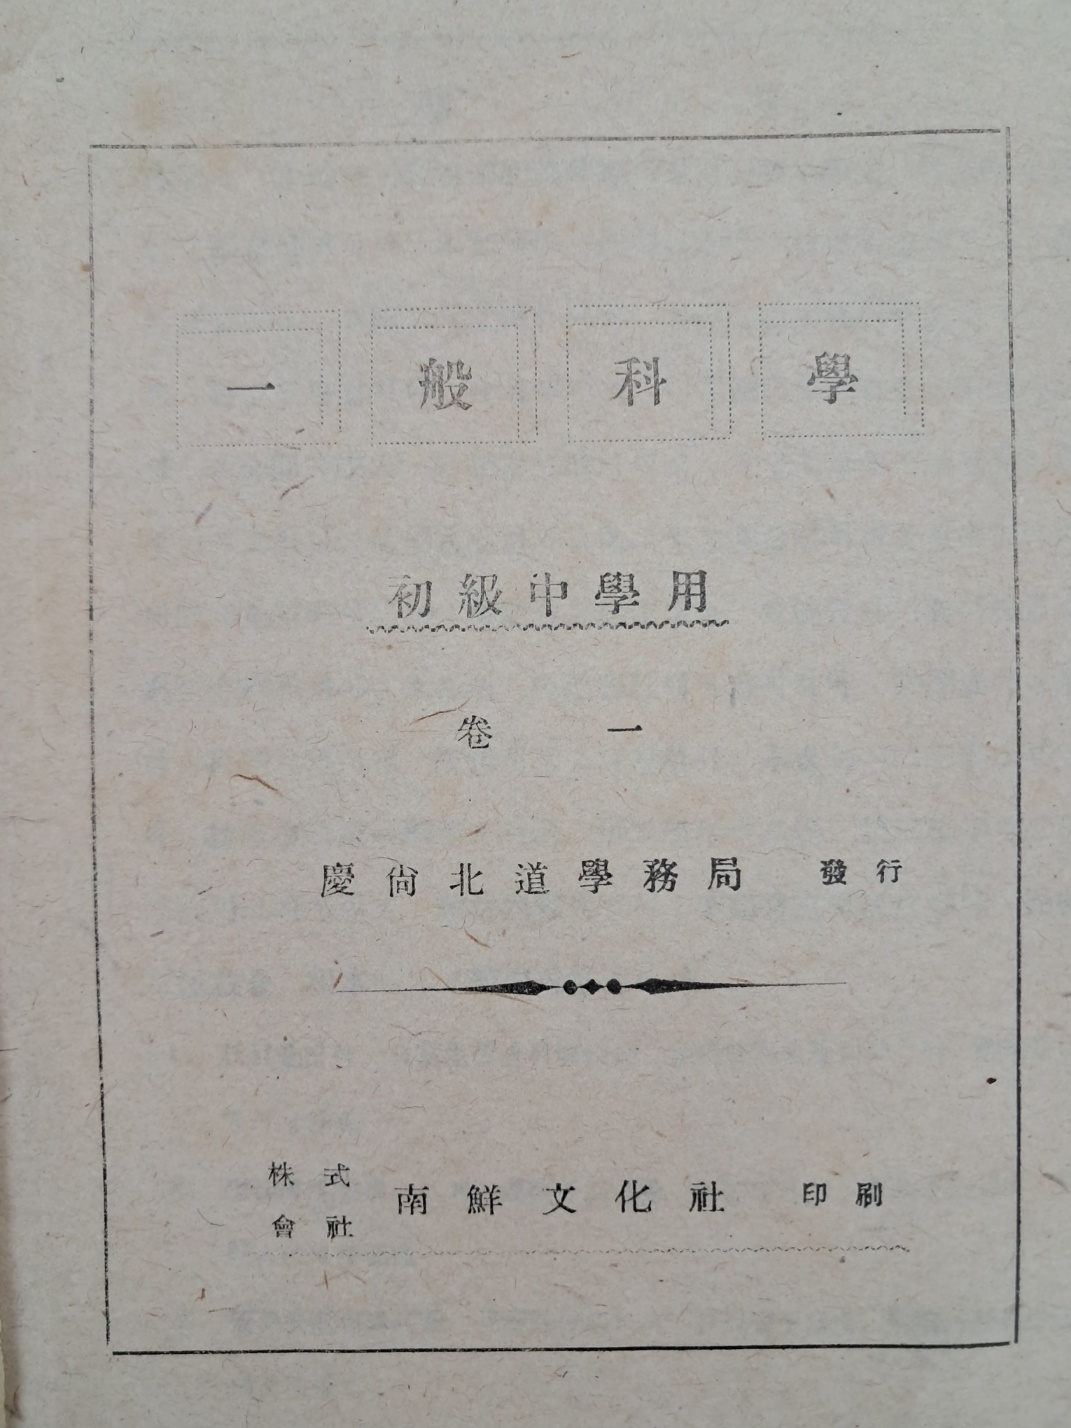 一般科學
初級中學用
卷 一
慶尙北道學務局 發行
株式會社 南鮮文化社 印刷